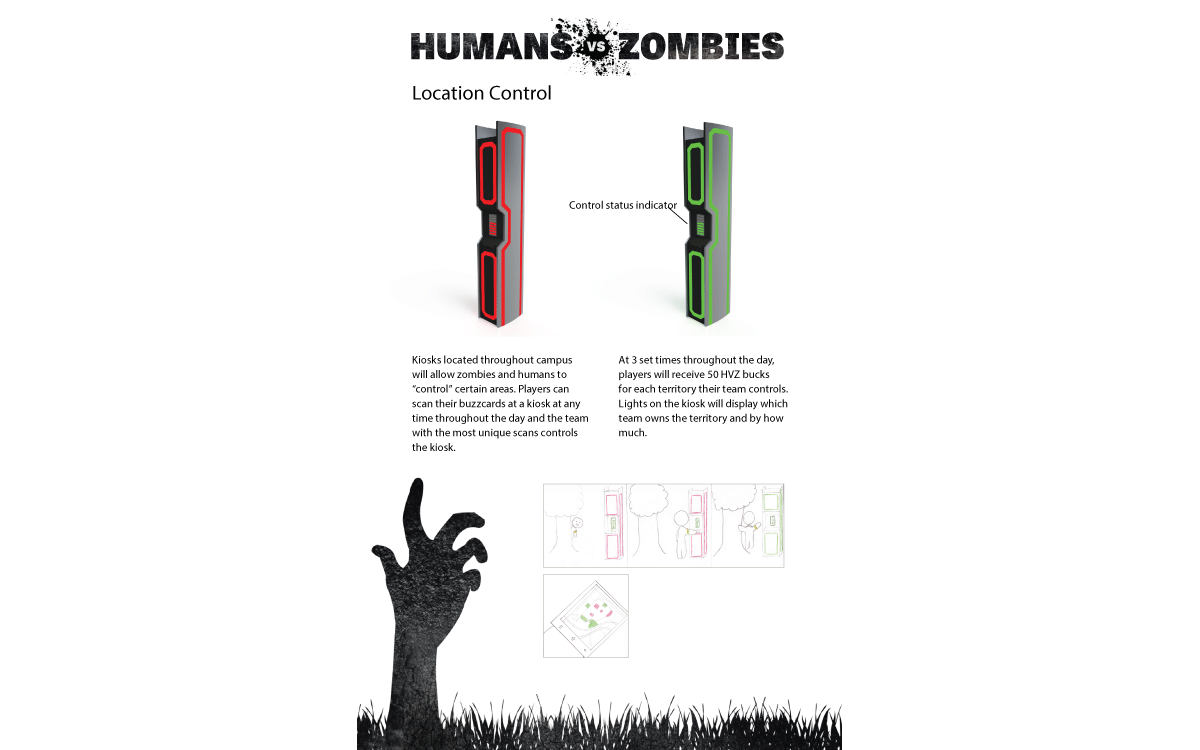 HUMANS VS ZOMBIES
Location Control
Control status indicator
Kiosks located throughout campus
will allow zombies and humans to
“control” certain areas. Players can
scan their buzzcards at a kiosk at any
time throughout the day and the team
with the most unique scans controls
the kiosk.
At 3 set times throughout the day,
players will receive 50 HVZ bucks
for each territory their team controls.
Lights on the kiosk will display which
team owns the territory and by how
much.